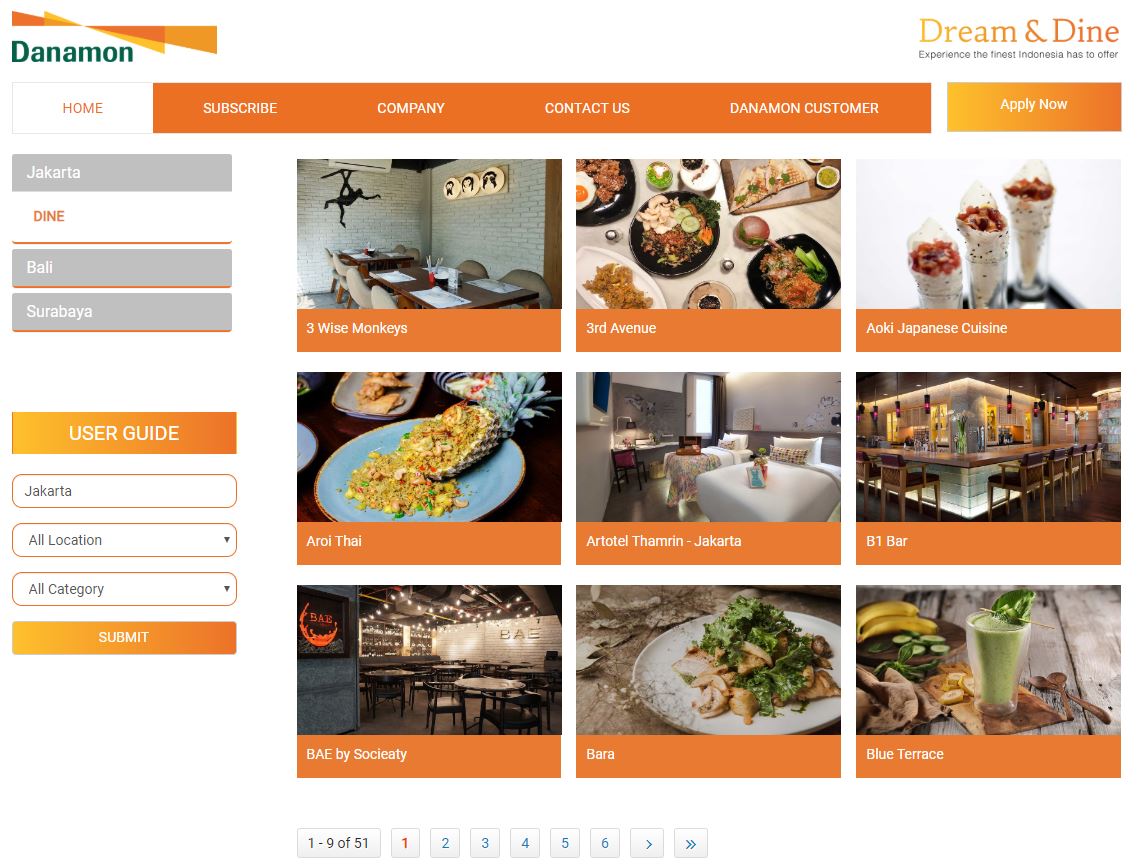 Danamon
Dream & Dine
Experience the finest Indonesia has to offer
HOME
SUBSCRIBE
COMPANY
CONTACT US
DANAMON CUSTOMER
Apply Now
Jakarta
DINE
Bali
Surabaya
USER GUIDE
Jakarta
All Location
All Category
SUBMIT
3 Wise Monkeys
3rd Avenue
Aoki Japanese Cuisine
Aroi Thai
Artotel Thamrin - Jakarta
B1 Bar
BAE
BAE
BAE by Socieaty
Bara
Blue Terrace
1 - 9 of 51
1
2
3
4
5
6
›
»